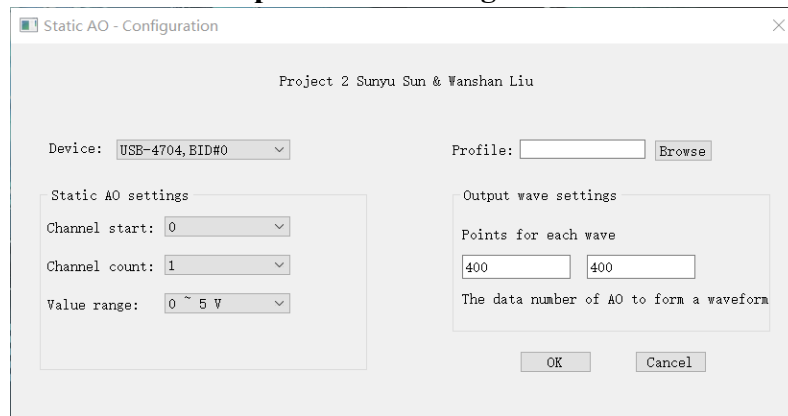 Static AO - Configuration
Project 2 Sunyu Sun & Wanshan Liu
Device: USB-4704,BID#0
Profile: Browse
Static AO settings
Channel start: 0
Channel count: 1
Value range: 0 ~ 5 V
Output wave settings
Points for each wave
400 400
The data number of AO to form a waveform
OK Cancel